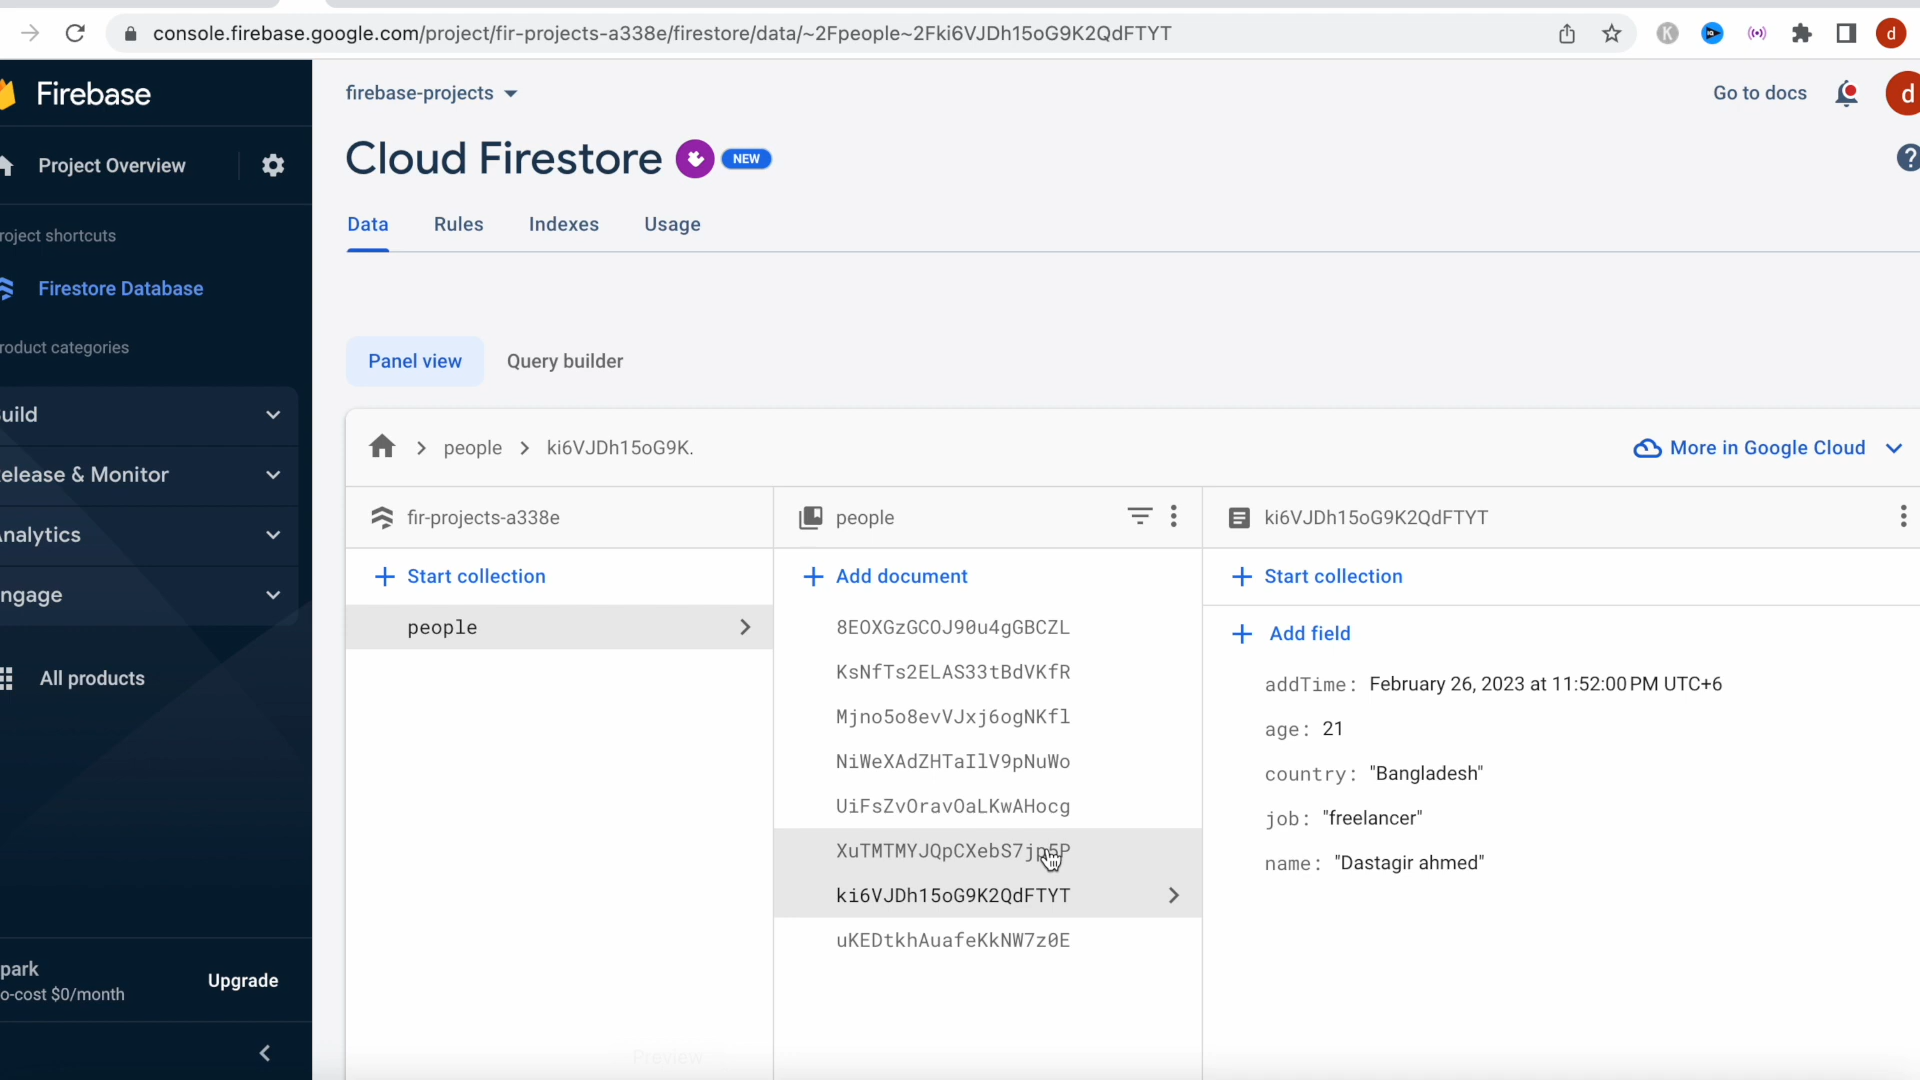 console.firebase.google.com/project/fir-projects-a338e/firestore/data/~2Fpeople~2Fki6VJDh15oG9K2QdFTYT
K
d
Firebase
firebase-projects
Go to docs
d
Project Overview
Cloud Firestore
NEW
?
roject shortcuts
Data
Rules
Indexes
Usage
Firestore Database
roduct categories
Panel view
Query builder
uild
people
ki6VJDh15oG9K.
More in Google Cloud
elease & Monitor
fir-projects-a338e
people
ki6VJDh15oG9K2QdFTYT
nalytics
Start collection
Add document
Start collection
ngage
people
8EOXGzGCOJ90u4gGBCZL
Add field
KsNfTs2ELAS33tBdVKfR
addTime: February 26, 2023 at 11:52:00 PM UTC+6
All products
Mjno5o8evVJxj6ogNKfl
age: 21
NiWeXAdZHTaIlV9pNuWo
country: "Bangladesh"
UiFsZvOravOaLKwAHocg
job: "freelancer"
XuTMTMYJQpCXebS7jp5P
name: "Dastagir ahmed"
ki6VJDh15oG9K2QdFTYT
uKEDtkhAuafeKkNW7z0E
park
o-cost $0/month
Upgrade
Preview